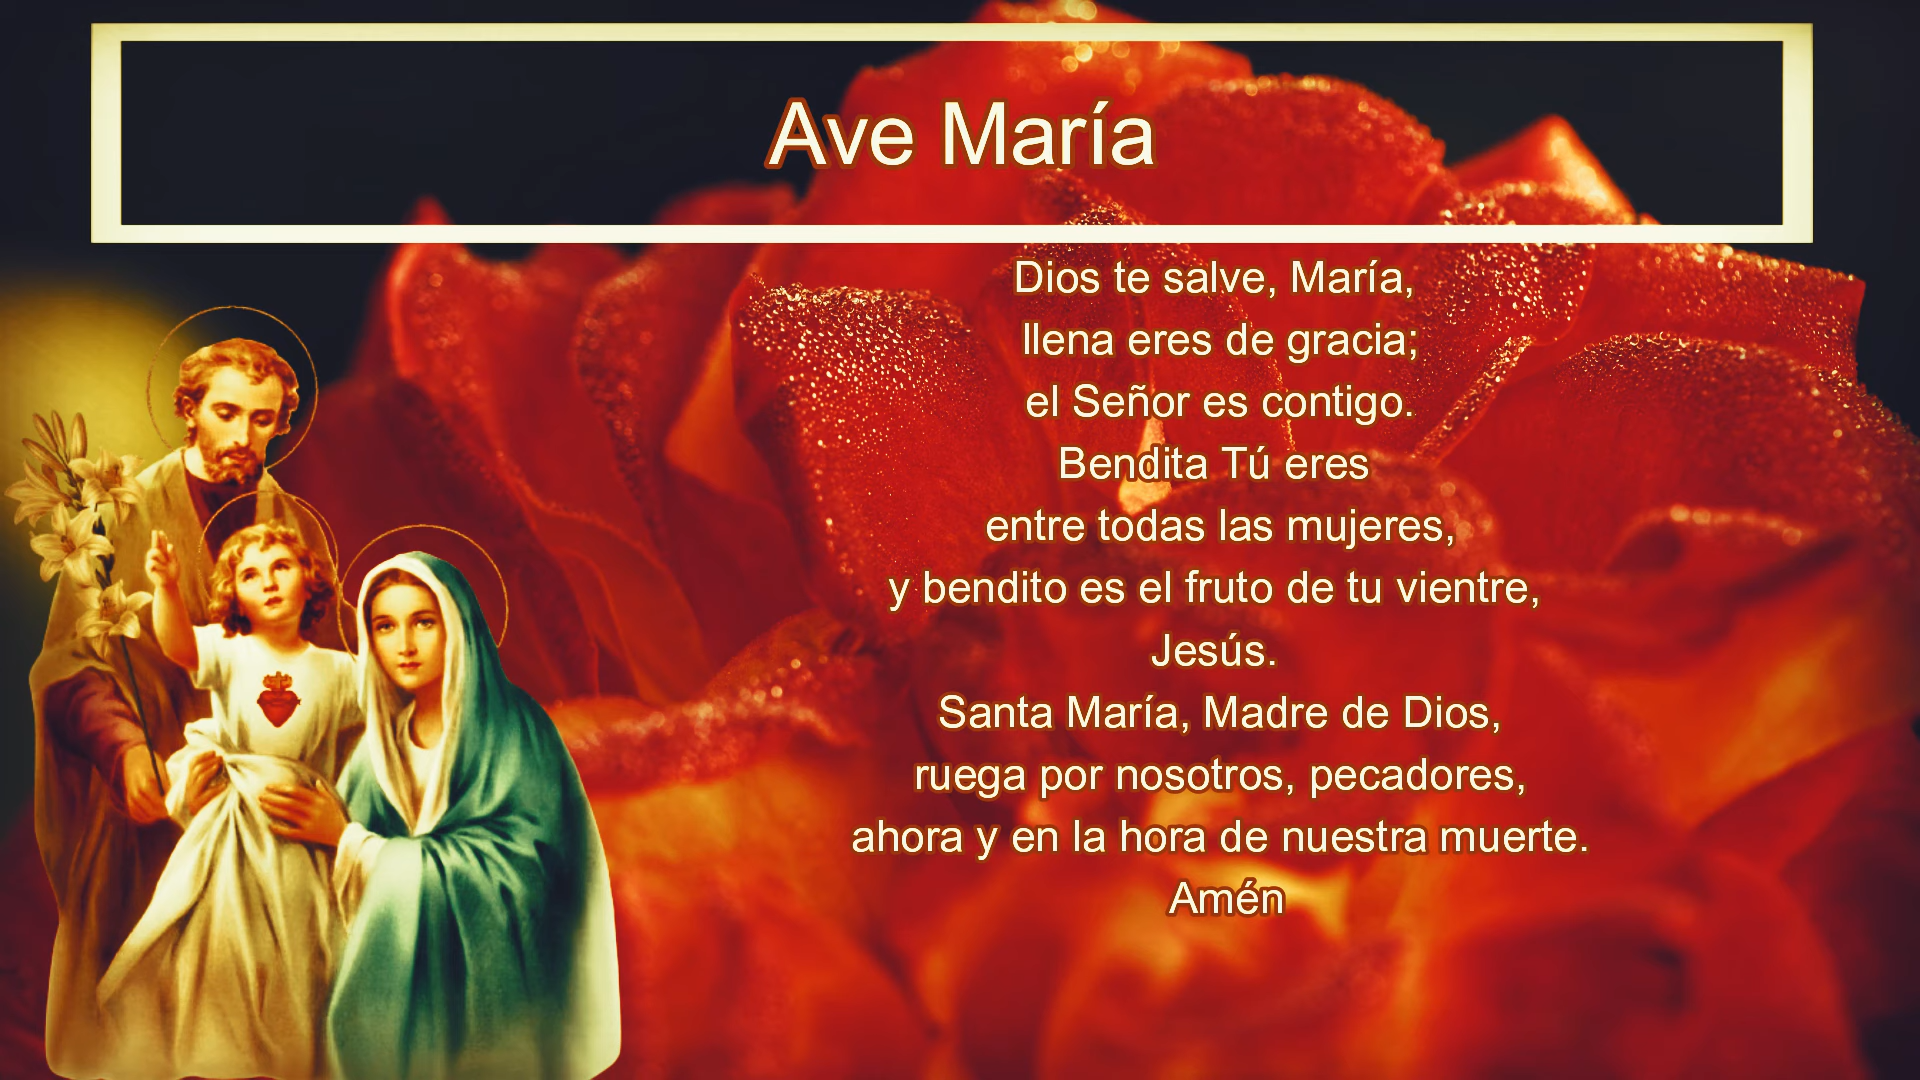 Ave María
Dios te salve, María,
llena eres de gracia;
el Señor es contigo.
Bendita Tú eres
entre todas las mujeres,
y bendito es el fruto de tu vientre,
Jesús.
Santa María, Madre de Dios,
ruega por nosotros, pecadores,
ahora y en la hora de nuestra muerte.
Amén